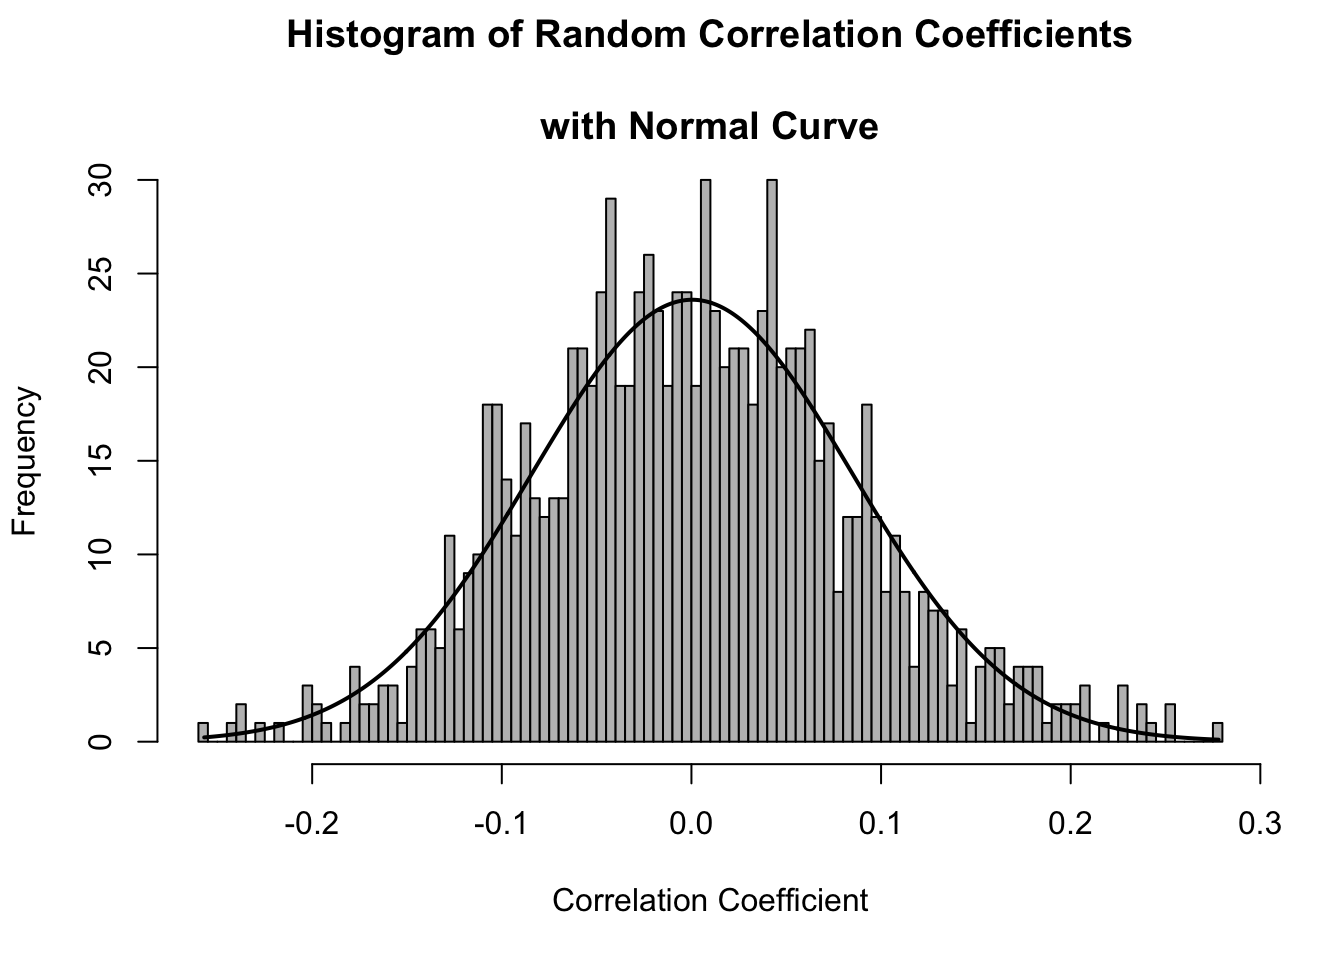 Histogram of Random Correlation Coefficients
with Normal Curve
30
25
20
15
10
5
0
Frequency
-0.2 -0.1 0.0 0.1 0.2 0.3
Correlation Coefficient